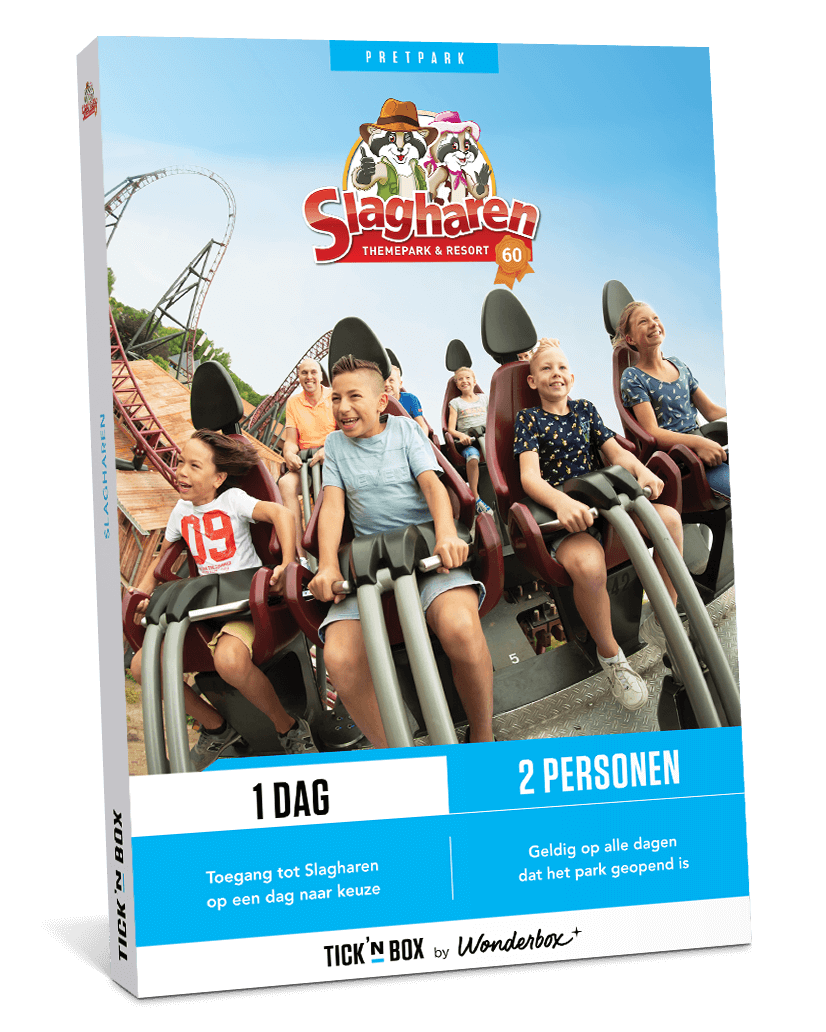 PRETPARK
Slagharen
THEMEPARK & RESORT
60
SLAGHAREN
09
5
1 DAG
2 PERSONEN
Toegang tot Slagharen
op een dag naar keuze
Geldig op alle dagen
dat het park geopend is
TICK 'N BOX
TICK 'N BOX by Wonderbox